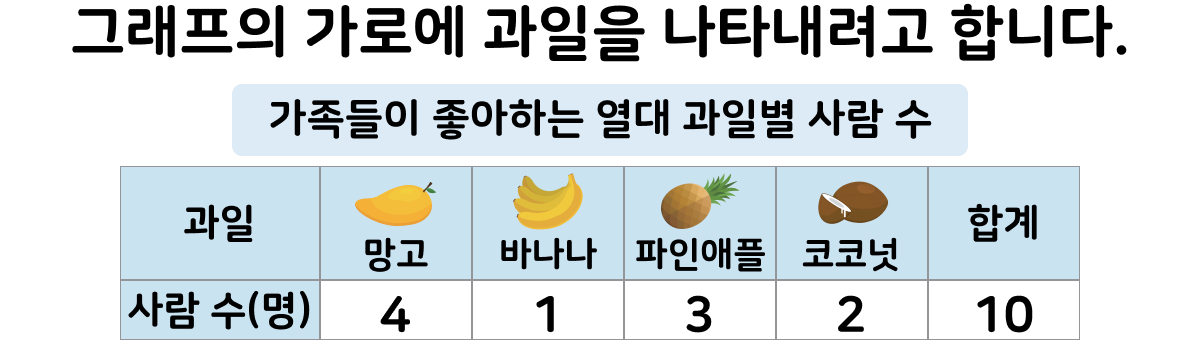 그래프의 가로에 과일을 나타내려고 합니다.
가족들이 좋아하는 열대 과일별 사람 수
과일 망고 바나나 파인애플 코코넛 합계
사람 수(명) 4 1 3 2 10